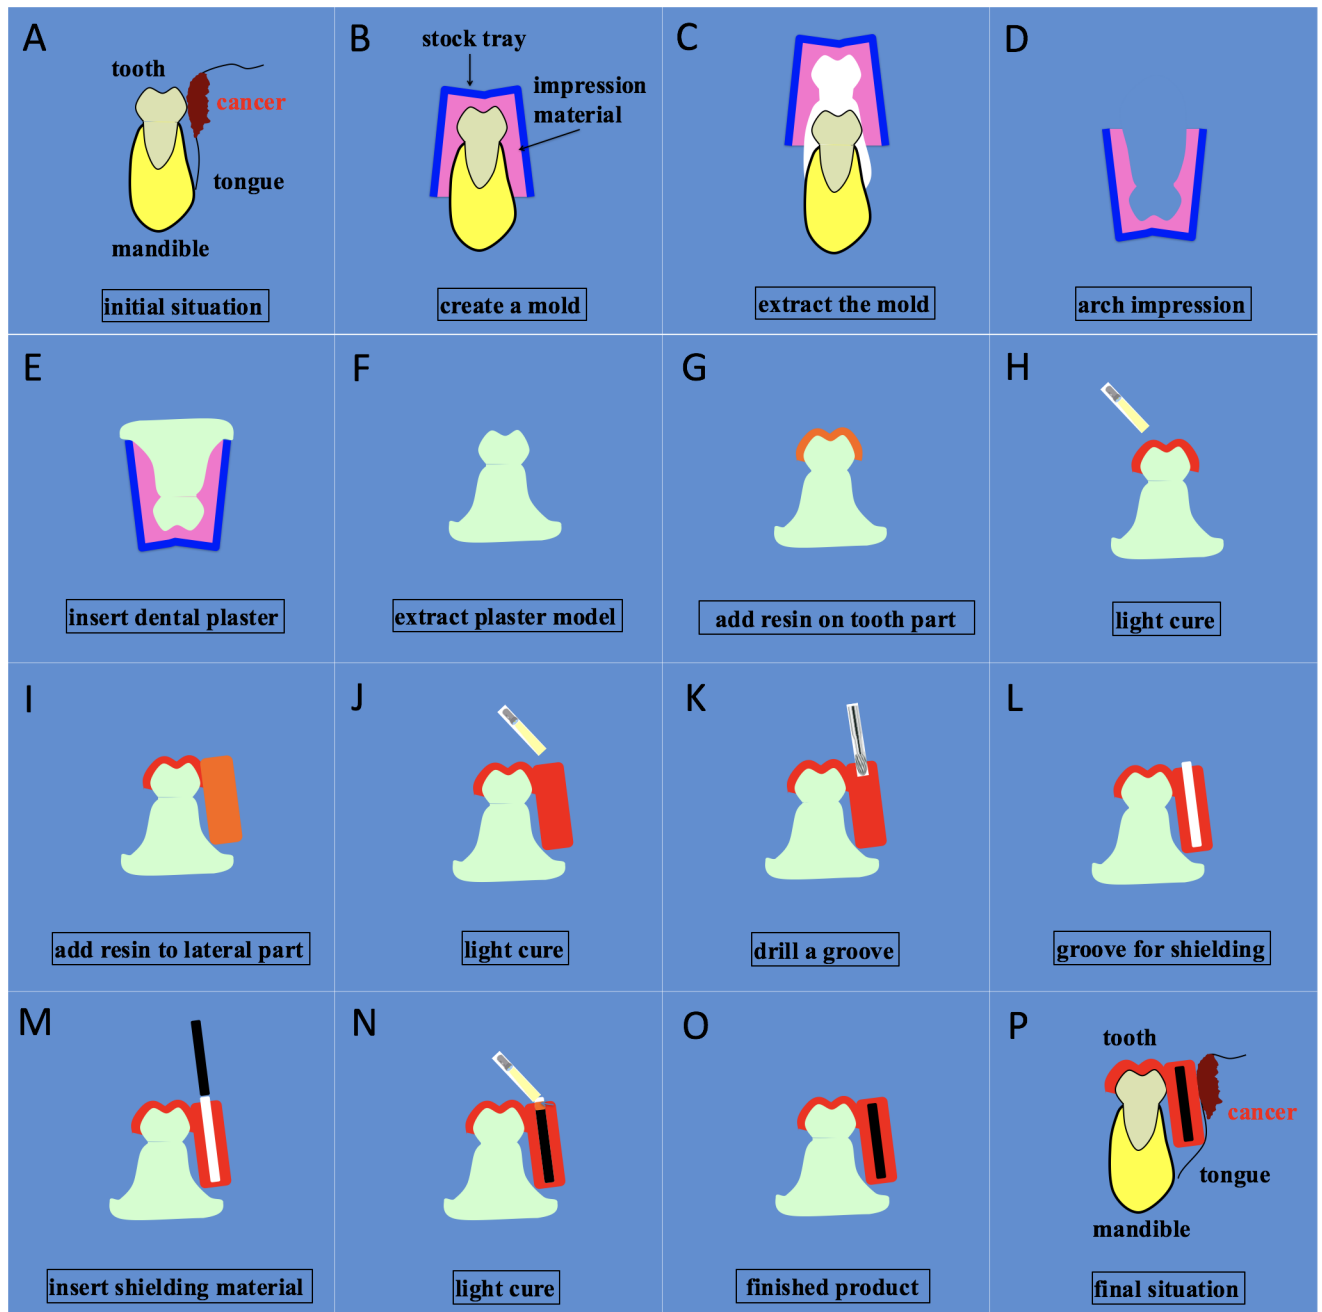 A
tooth
cancer
tongue
mandible
initial situation
B
stock tray
impression
material
create a mold
C
extract the mold
D
arch impression
E
insert dental plaster
F
extract plaster model
G
add resin on tooth part
H
light cure
I
add resin to lateral part
J
light cure
K
drill a groove
L
groove for shielding
M
insert shielding material
N
light cure
O
finished product
P
tooth
cancer
tongue
mandible
final situation